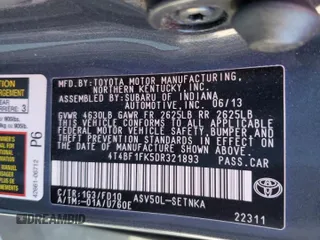 MFD. BY: TOYOTA MOTOR MANUFACTURING,
NORTHERN KENTUCKY, INC.
ASSEMBLED BY: SUBARU OF INDIANA
AUTOMOTIVE, INC. 06/13
GVWR 4630LB GAWR FR 2625LB RR 2625LB
THIS VEHICLE CONFORMS TO ALL APPLICABLE
FEDERAL MOTOR VEHICLE SAFETY, BUMPER, AND
THEFT PREVENTION STANDARDS IN EFFECT ON
THE DATE OF MANUFACTURE SHOWN ABOVE.
4T4BF1FK5DR321893
PASS. CAR
C/TR: 1G3/FD10 ASV50L-SETNKA
A/TM: -01A/U760E
TOYOTA
22311
P6
42661-00712
DREAMBID